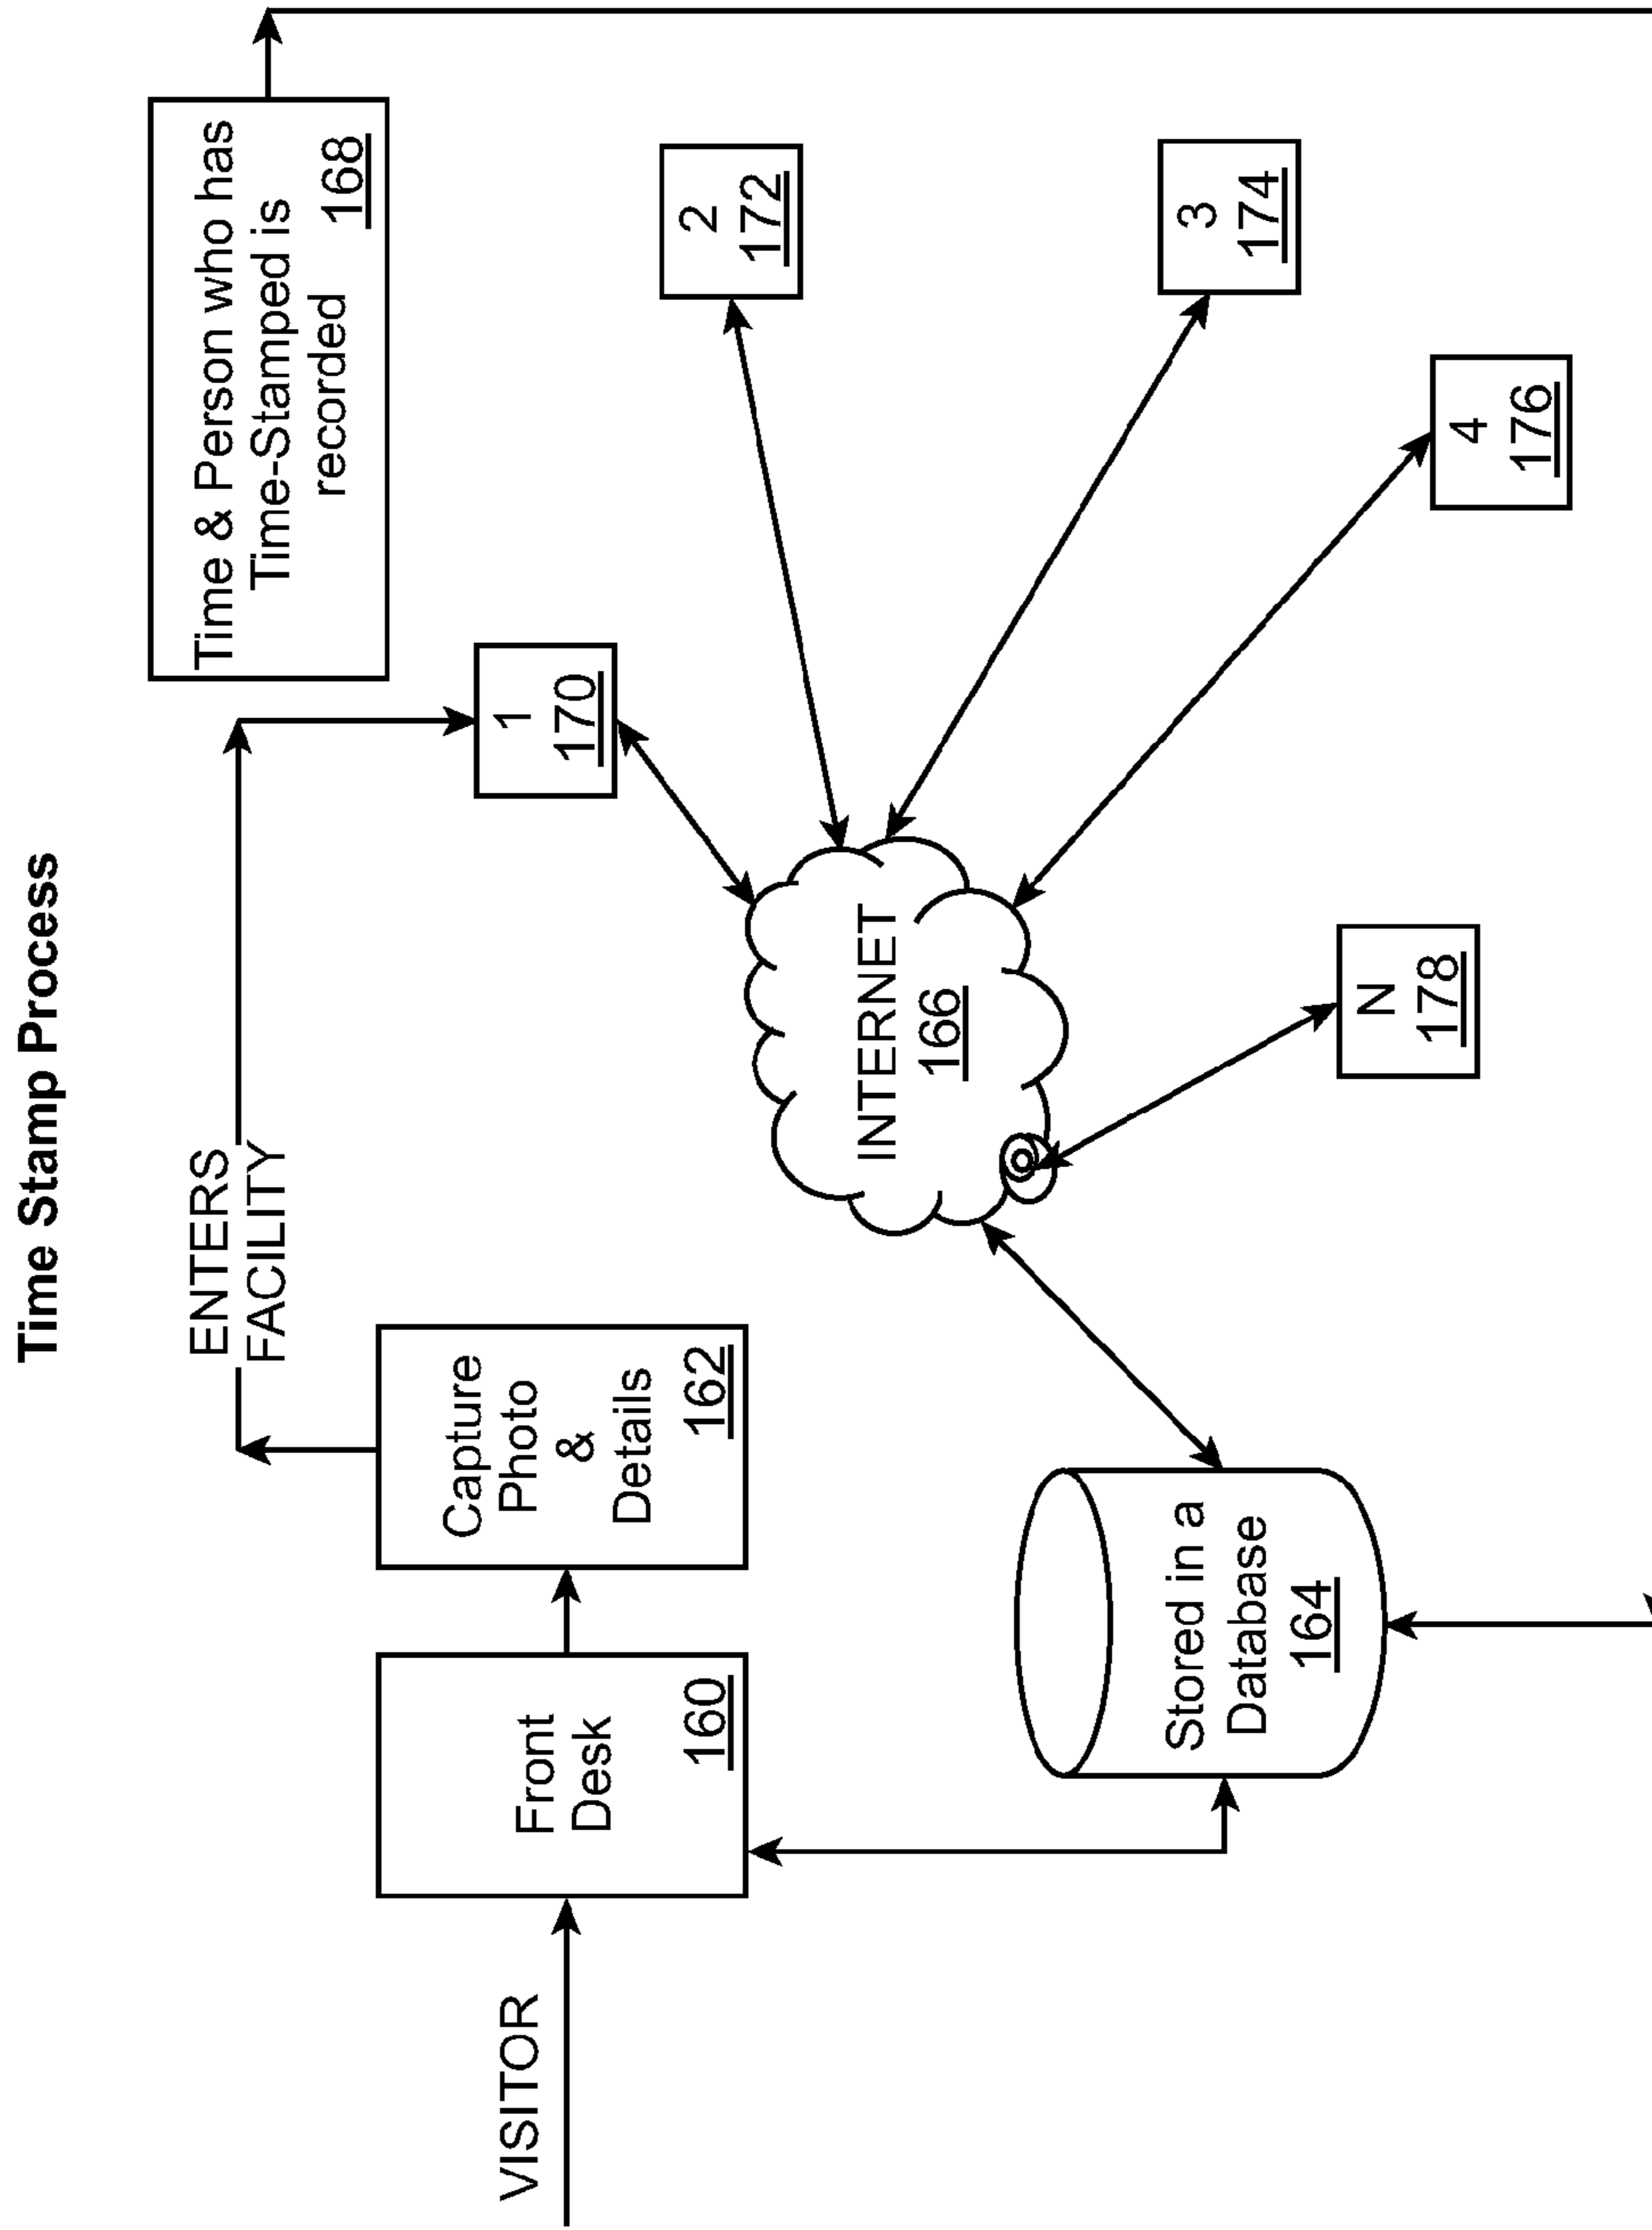 Time Stamp Process
VISITOR
Front
Desk
160
Capture
Photo
&
Details
162
ENTERS
FACILITY
Time & Person who has
Time-Stamped is
recorded
168
1
170
2
172
3
174
4
176
N
178
INTERNET
166
Stored in a
Database
164